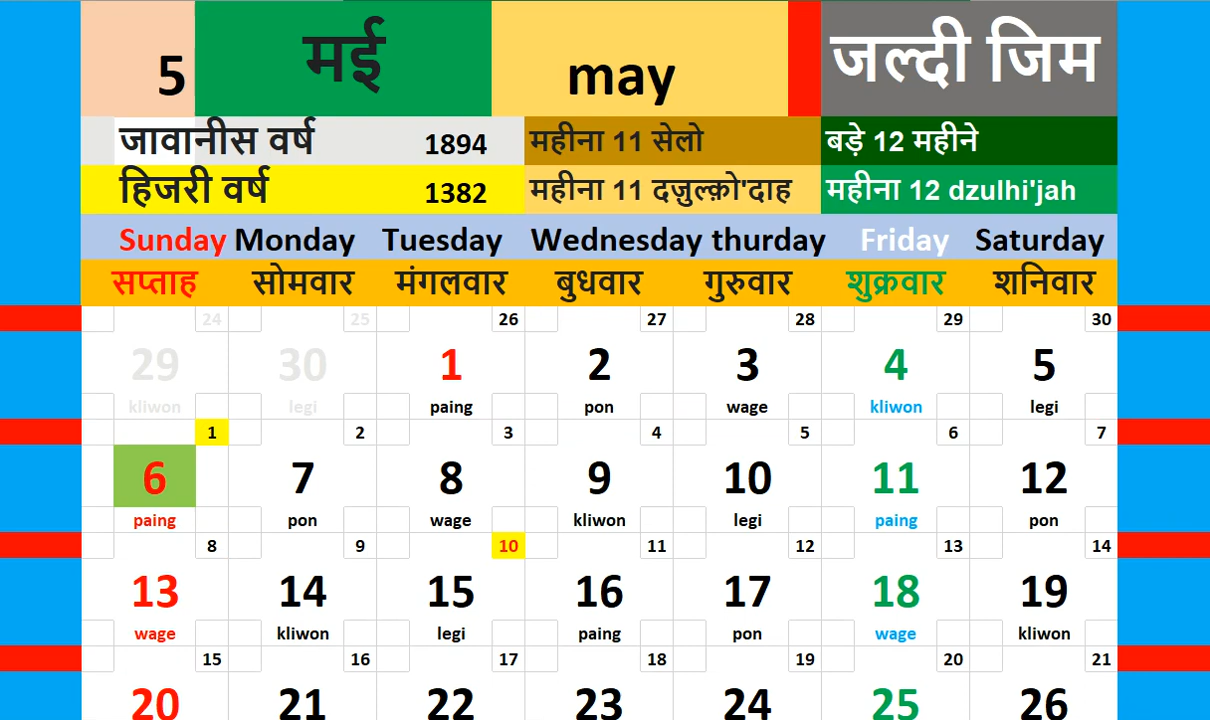 5 मई may जल्दी जिम
जावानीस वर्ष 1894 महीना 11 सेलो बड़े 12 महीने
हिजरी वर्ष 1382 महीना 11 दज़ुल्क़ो'दाह महीना 12 dzulhi'jah
Sunday Monday Tuesday Wednesday thurday Friday Saturday
सप्ताह सोमवार मंगलवार बुधवार गुरुवार शुक्रवार शनिवार
24 25 26 27 28 29 30
29 30 1 2 3 4 5
kliwon legi paing pon wage kliwon legi
1 2 3 4 5 6 7
6 7 8 9 10 11 12
paing pon wage kliwon legi paing pon
8 9 10 11 12 13 14
13 14 15 16 17 18 19
wage kliwon legi paing pon wage kliwon
15 16 17 18 19 20 21
20 21 22 23 24 25 26